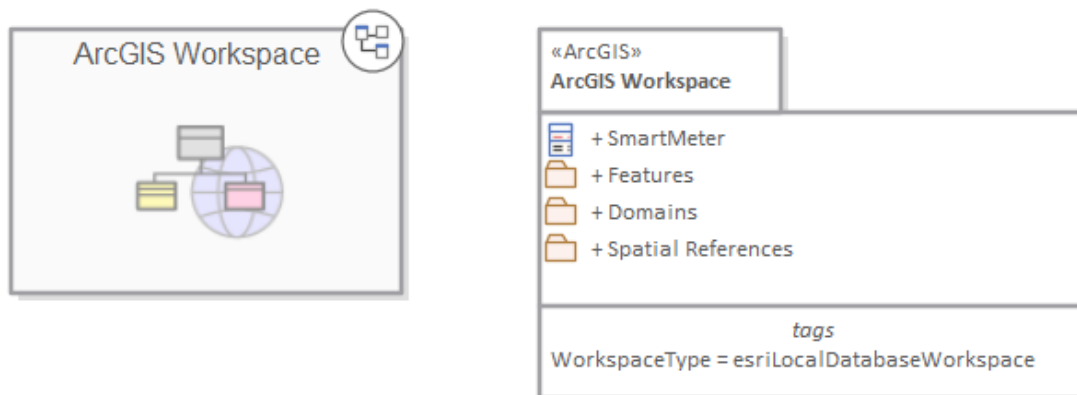 ArcGIS Workspace
«ArcGIS»
ArcGIS Workspace
+ SmartMeter
+ Features
+ Domains
+ Spatial References
tags
WorkspaceType = esriLocalDatabaseWorkspace